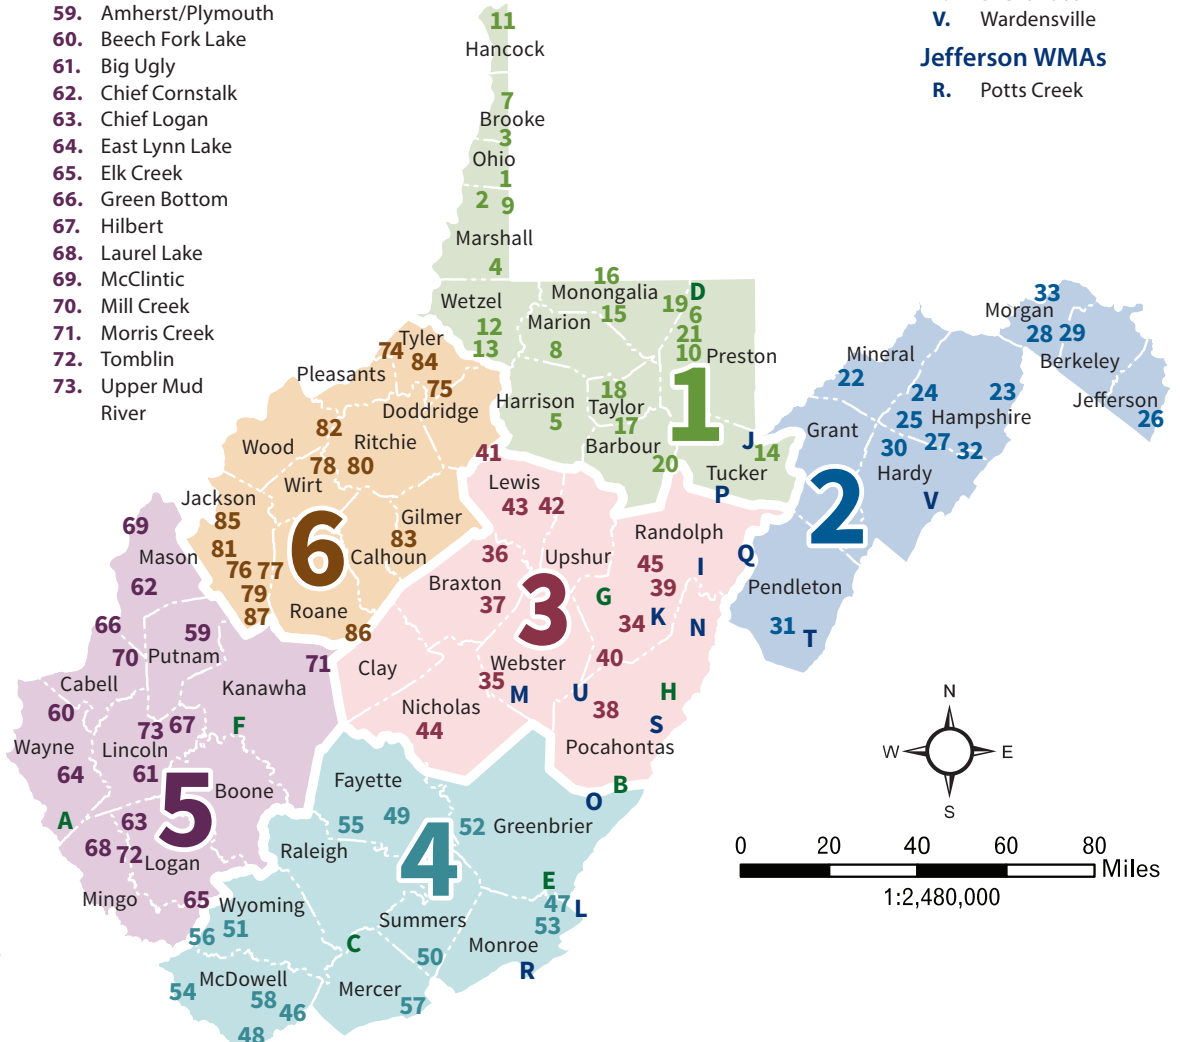 59. Amherst/Plymouth
60. Beech Fork Lake
61. Big Ugly
62. Chief Cornstalk
63. Chief Logan
64. East Lynn Lake
65. Elk Creek
66. Green Bottom
67. Hilbert
68. Laurel Lake
69. McClintic
70. Mill Creek
71. Morris Creek
72. Tomblin
73. Upper Mud
River
V. Wardensville
Jefferson WMAs
R. Potts Creek
11
Hancock
7
Brooke
3
Ohio
1
2 9
Marshall
4
Wetzel
12
13
16
Monongalia
15
Marion
8
19
D
6
21
10
Preston
1
Harrison
5
18
Taylor
17
Barbour
20
J
14
Tucker
P
33
Morgan
28 29
Berkeley
Jefferson
26
Mineral
22
24
23
25
Hampshire
Grant
30
27
32
Hardy
V
2
Q
Pendleton
31
T
Tyler
74
84
Pleasants
75
Doddridge
82
Ritchie
Wood
78 80
Wirt
Jackson
85
Gilmer
83
81
Calhoun
76 77
6
79
87
Roane
86
41
Lewis
43 42
Randolph
36
Upshur
45
I
Braxton
39
37
G
3
34
K
N
Clay
40
Webster
35
M
U
H
38
S
Nicholas
44
Pocahontas
B
O
69
Mason
62
66
59
70
Putnam
71
Cabell
Kanawha
60
73 67
F
Wayne
Lincoln
64
61
Boone
5
A
63
68
72
Logan
Mingo
65
Fayette
55
49
52
Greenbrier
Raleigh
4
E
47
L
53
Wyoming
Summers
51
56
C
Monroe
50
R
McDowell
54
58
46
48
Mercer
57
N
W E
S
0 20 40 60 80
Miles
1:2,480,000